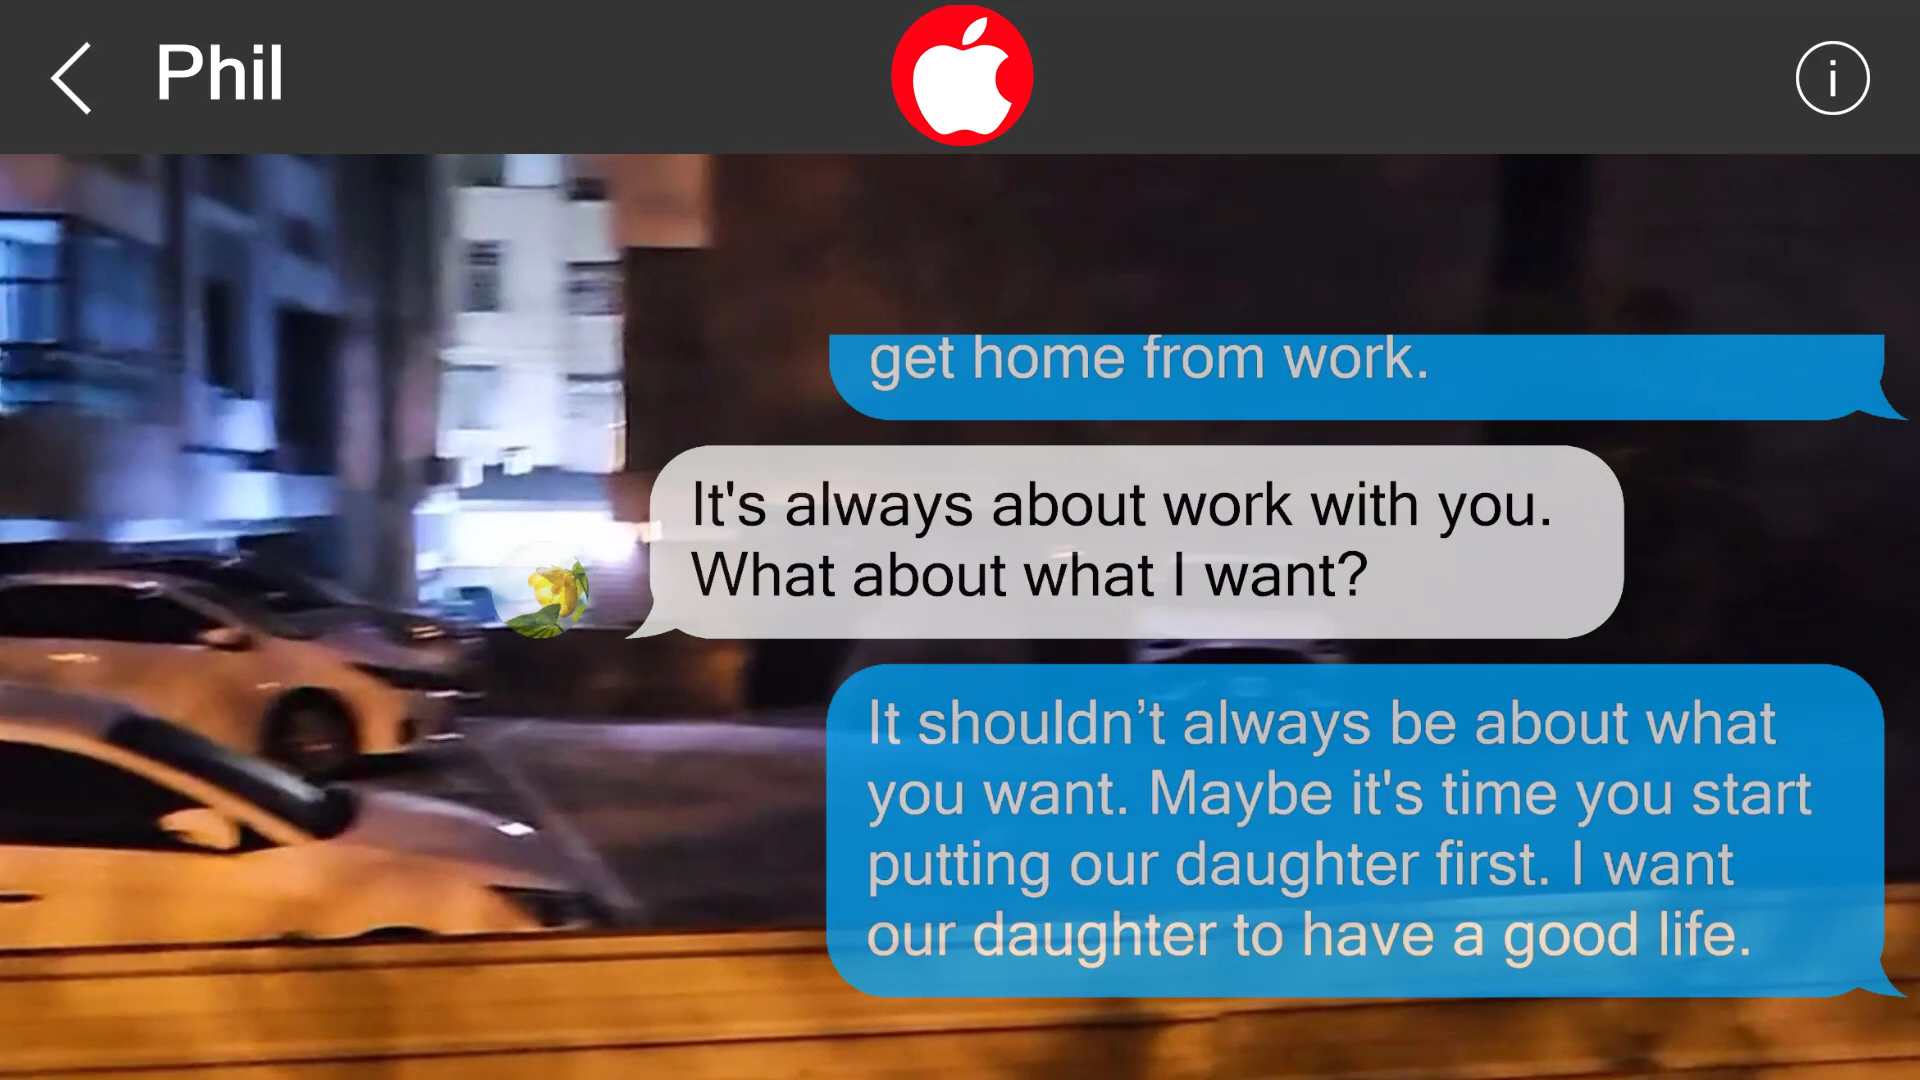 Phil
i
get home from work.
It's always about work with you.
What about what I want?
It shouldn’t always be about what
you want. Maybe it's time you start
putting our daughter first. I want
our daughter to have a good life.